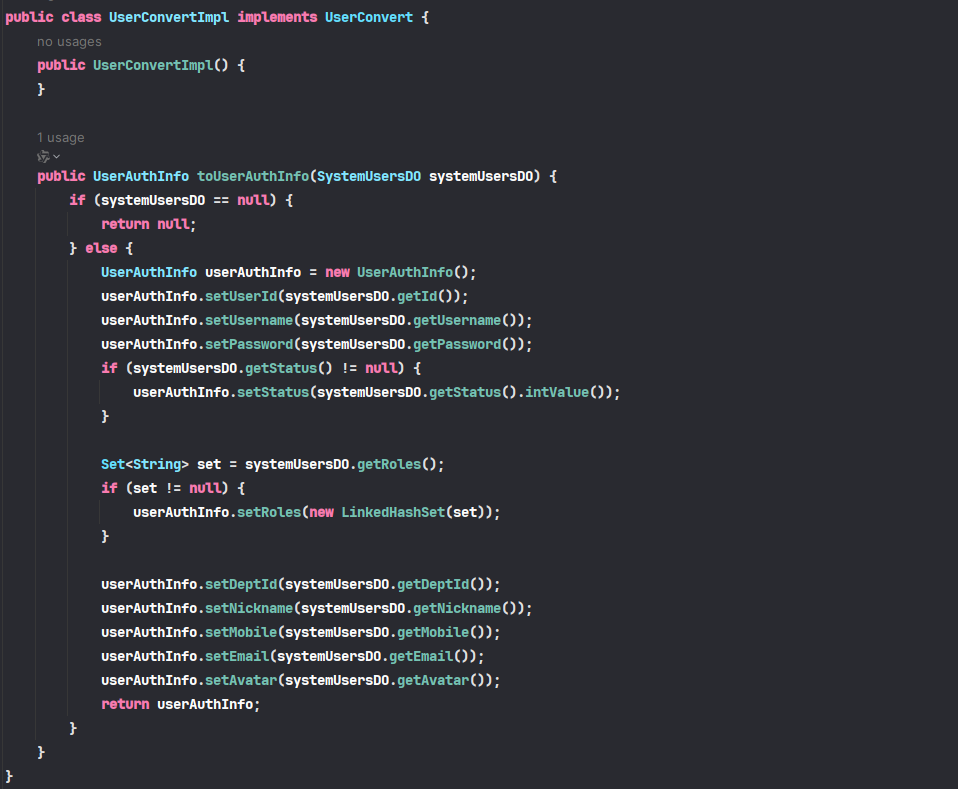 public class UserConvertImpl implements UserConvert {
no usages
public UserConvertImpl() {
}
1 usage
public UserAuthInfo toUserAuthInfo(SystemUsersDO systemUsersDO) {
if (systemUsersDO == null) {
return null;
} else {
UserAuthInfo userAuthInfo = new UserAuthInfo();
userAuthInfo.setUserId(systemUsersDO.getId());
userAuthInfo.setUsername(systemUsersDO.getUsername());
userAuthInfo.setPassword(systemUsersDO.getPassword());
if (systemUsersDO.getStatus() != null) {
userAuthInfo.setStatus(systemUsersDO.getStatus().intValue());
}
Set<String> set = systemUsersDO.getRoles();
if (set != null) {
userAuthInfo.setRoles(new LinkedHashSet(set));
}
userAuthInfo.setDeptId(systemUsersDO.getDeptId());
userAuthInfo.setNickname(systemUsersDO.getNickname());
userAuthInfo.setMobile(systemUsersDO.getMobile());
userAuthInfo.setEmail(systemUsersDO.getEmail());
userAuthInfo.setAvatar(systemUsersDO.getAvatar());
return userAuthInfo;
}
}
}